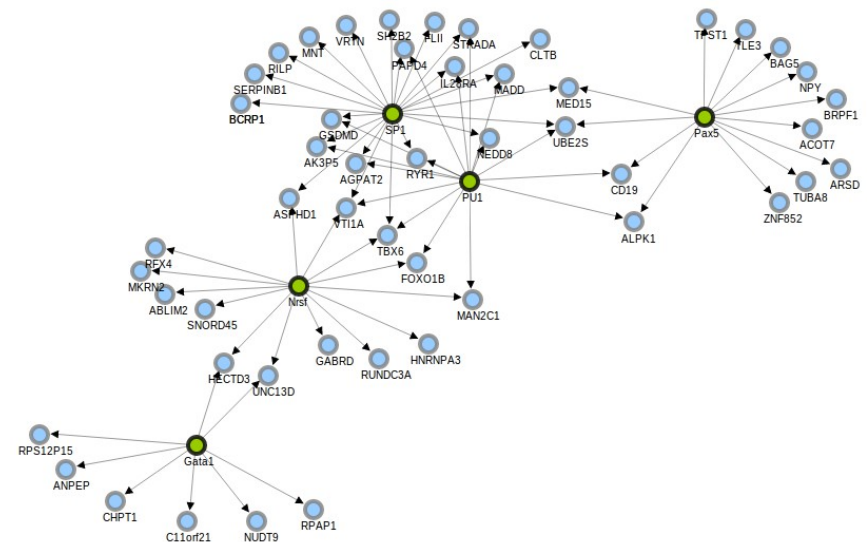 TPST1
VRTN
SH2B2
FLII
STRADA
TLE3
MNT
CLTB
BAG5
RILP
PAPD4
NPY
SERPINB1
IL28RA
MADD
MED15
BRPF1
BCRP1
GSDMD
SP1
UBE2S
Pax5
ACOT7
AK3P5
NEDD8
AGPAT2
RYR1
CD19
ARSD
TUBA8
PU1
ZNF852
ASPHD1
VTI1A
ALPK1
TBX6
RFX4
FOXO1B
MKRN2
ABLIM2
Nrsf
MAN2C1
SNORD45
GABRD
HNRNPA3
RUNDC3A
HECTD3
UNC13D
RPS12P15
Gata1
ANPEP
CHPT1
RPAP1
C11orf21
NUDT9